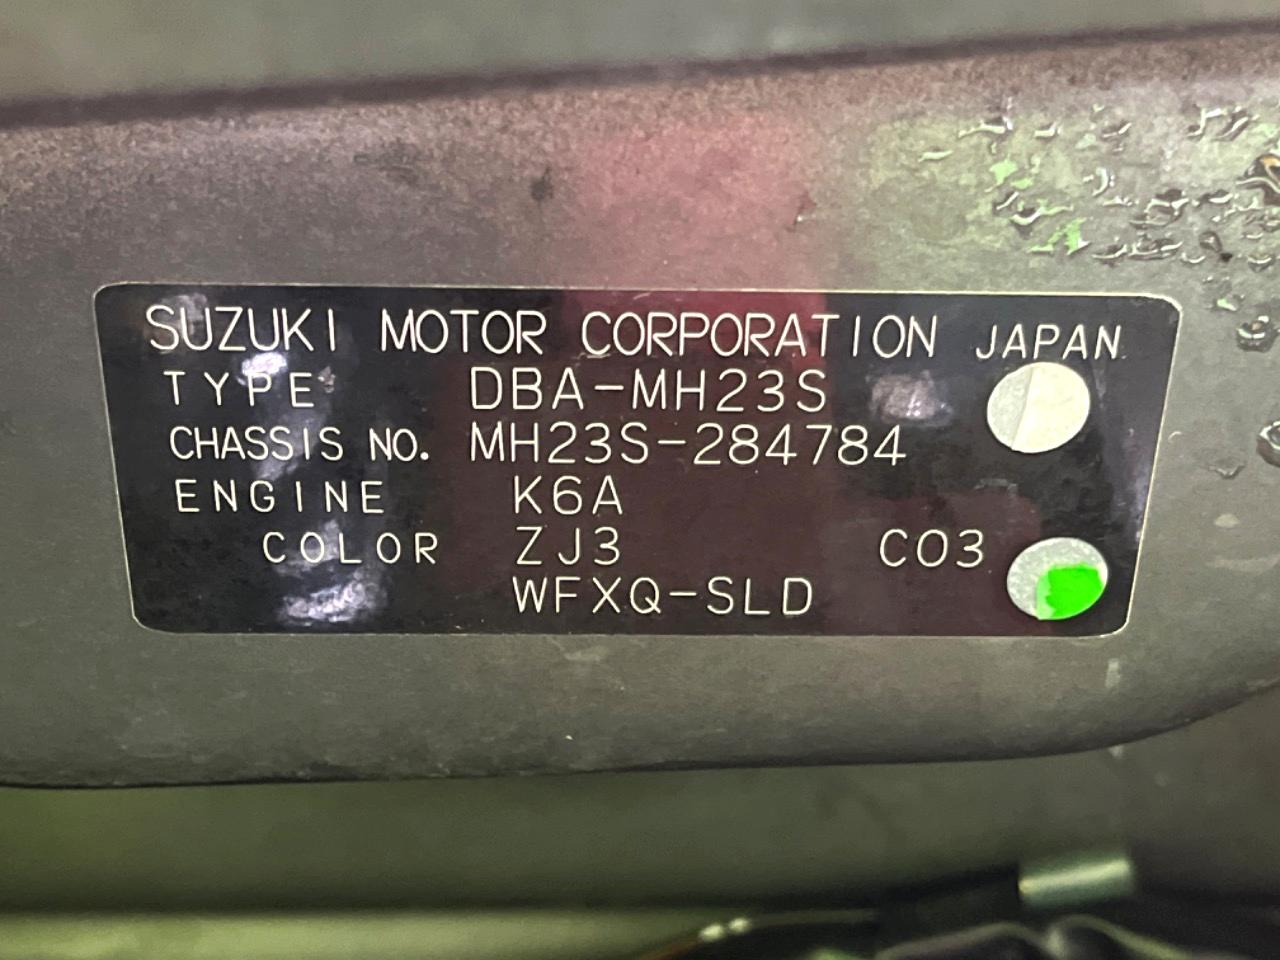 SUZUKI MOTOR CORPORATION JAPAN
TYPE DBA-MH23S
CHASSIS NO. MH23S-284784
ENGINE K6A
COLOR ZJ3 C03
WFXQ-SLD